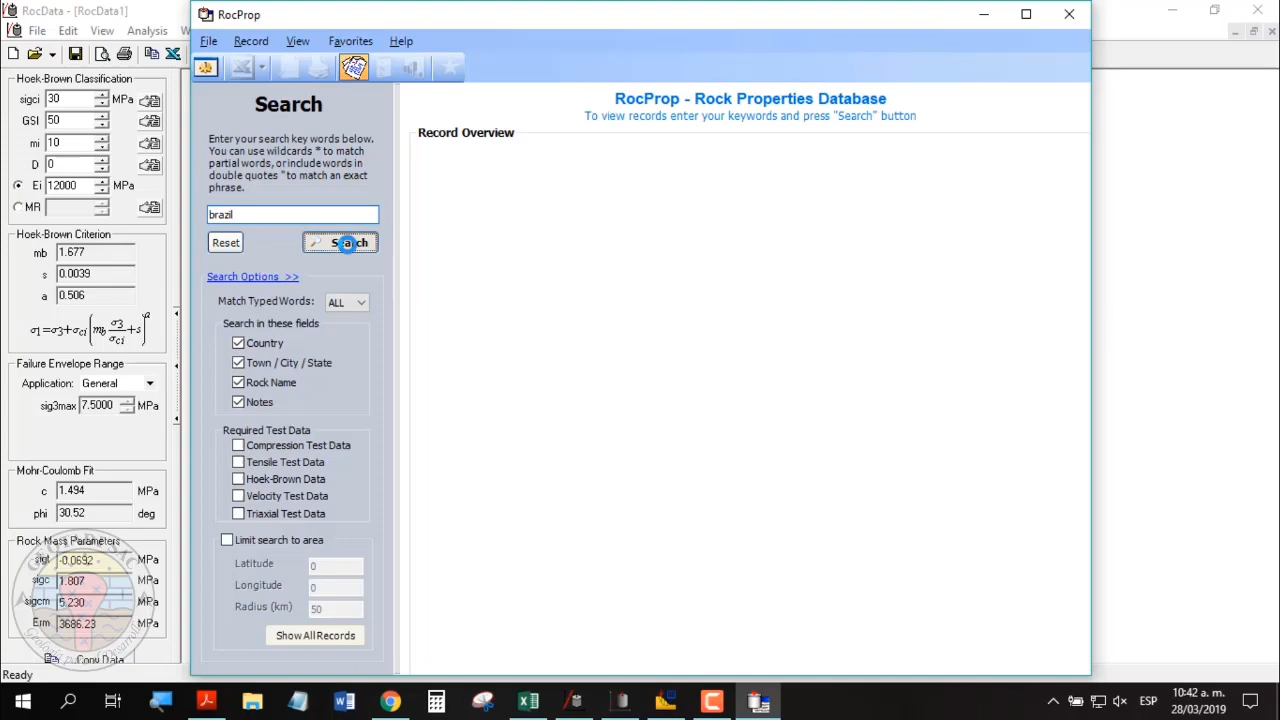 RocData - [RocData1]
RocProp
File Edit View Analysis W
File Record View Favorites Help
Hoek-Brown Classification
sigci 30 MPa
GSI 50
mi 10
D 0
Ei 12000 MPa
MR
Hoek-Brown Criterion
mb 1.677
s 0.0039
a 0.506
σ1=σ3+σci(mb σ3/σci+s)^a
Failure Envelope Range
Application: General
sig3max 7.5000 MPa
Mohr-Coulomb Fit
c 1.494 MPa
phi 30.52 deg
Rock Mass Parameters
sigt -0.0692 MPa
sigc 1.807 MPa
sigcm 5.230 MPa
Erm 3686.23 MPa
Copy Data
Ready
Search
Enter your search key words below.
You can use wildcards * to match
partial words, or include words in
double quotes " to match an exact
phrase.
brazil
Reset Search
Search Options >>
Match Typed Words: ALL
Search in these fields
Country
Town / City / State
Rock Name
Notes
Required Test Data
Compression Test Data
Tensile Test Data
Hoek-Brown Data
Velocity Test Data
Triaxial Test Data
Limit search to area
Latitude 0
Longitude 0
Radius (km) 50
Show All Records
RocProp - Rock Properties Database
To view records enter your keywords and press "Search" button
Record Overview
ESP
10:42 a. m.
28/03/2019